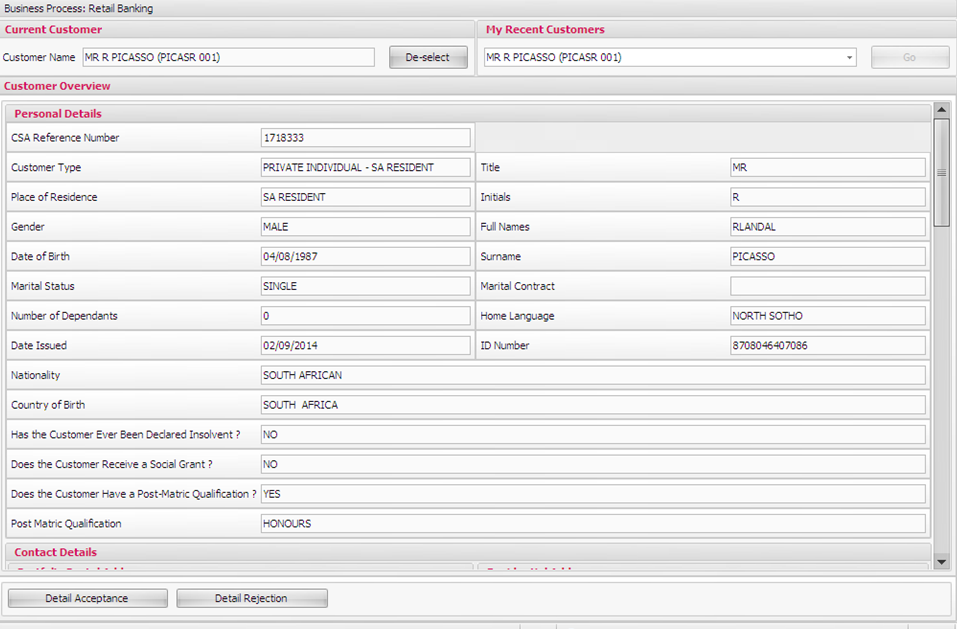 Business Process: Retail Banking
Current Customer
My Recent Customers
Customer Name MR R PICASSO (PICASR 001) De-select
MR R PICASSO (PICASR 001) Go
Customer Overview
Personal Details
CSA Reference Number 1718333
Customer Type PRIVATE INDIVIDUAL - SA RESIDENT Title MR
Place of Residence SA RESIDENT Initials R
Gender MALE Full Names RLANDAL
Date of Birth 04/08/1987 Surname PICASSO
Marital Status SINGLE Marital Contract
Number of Dependants 0 Home Language NORTH SOTHO
Date Issued 02/09/2014 ID Number 8708046407086
Nationality SOUTH AFRICAN
Country of Birth SOUTH AFRICA
Has the Customer Ever Been Declared Insolvent ? NO
Does the Customer Receive a Social Grant ? NO
Does the Customer Have a Post-Matric Qualification ? YES
Post Matric Qualification HONOURS
Contact Details
Detail Acceptance Detail Rejection